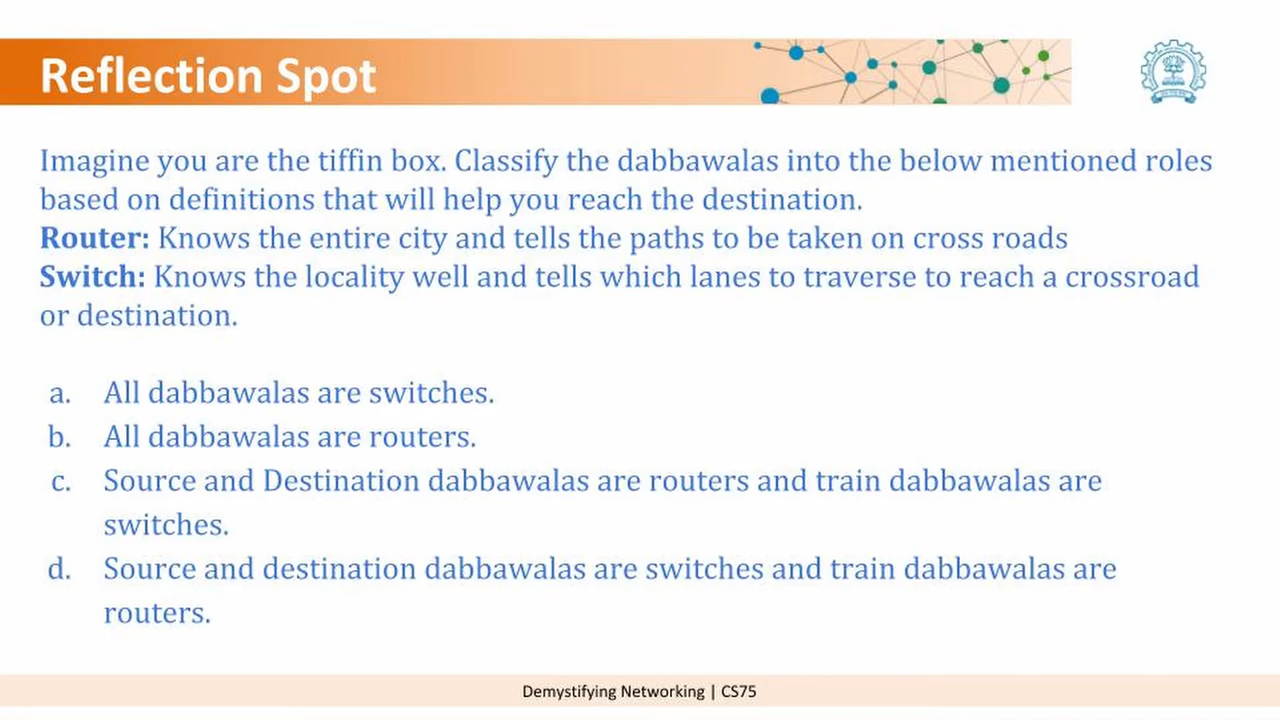 Reflection Spot
Imagine you are the tiffin box. Classify the dabbawalas into the below mentioned roles
based on definitions that will help you reach the destination.
Router: Knows the entire city and tells the paths to be taken on cross roads
Switch: Knows the locality well and tells which lanes to traverse to reach a crossroad
or destination.
a. All dabbawalas are switches.
b. All dabbawalas are routers.
c. Source and Destination dabbawalas are routers and train dabbawalas are
switches.
d. Source and destination dabbawalas are switches and train dabbawalas are
routers.
Demystifying Networking | CS75